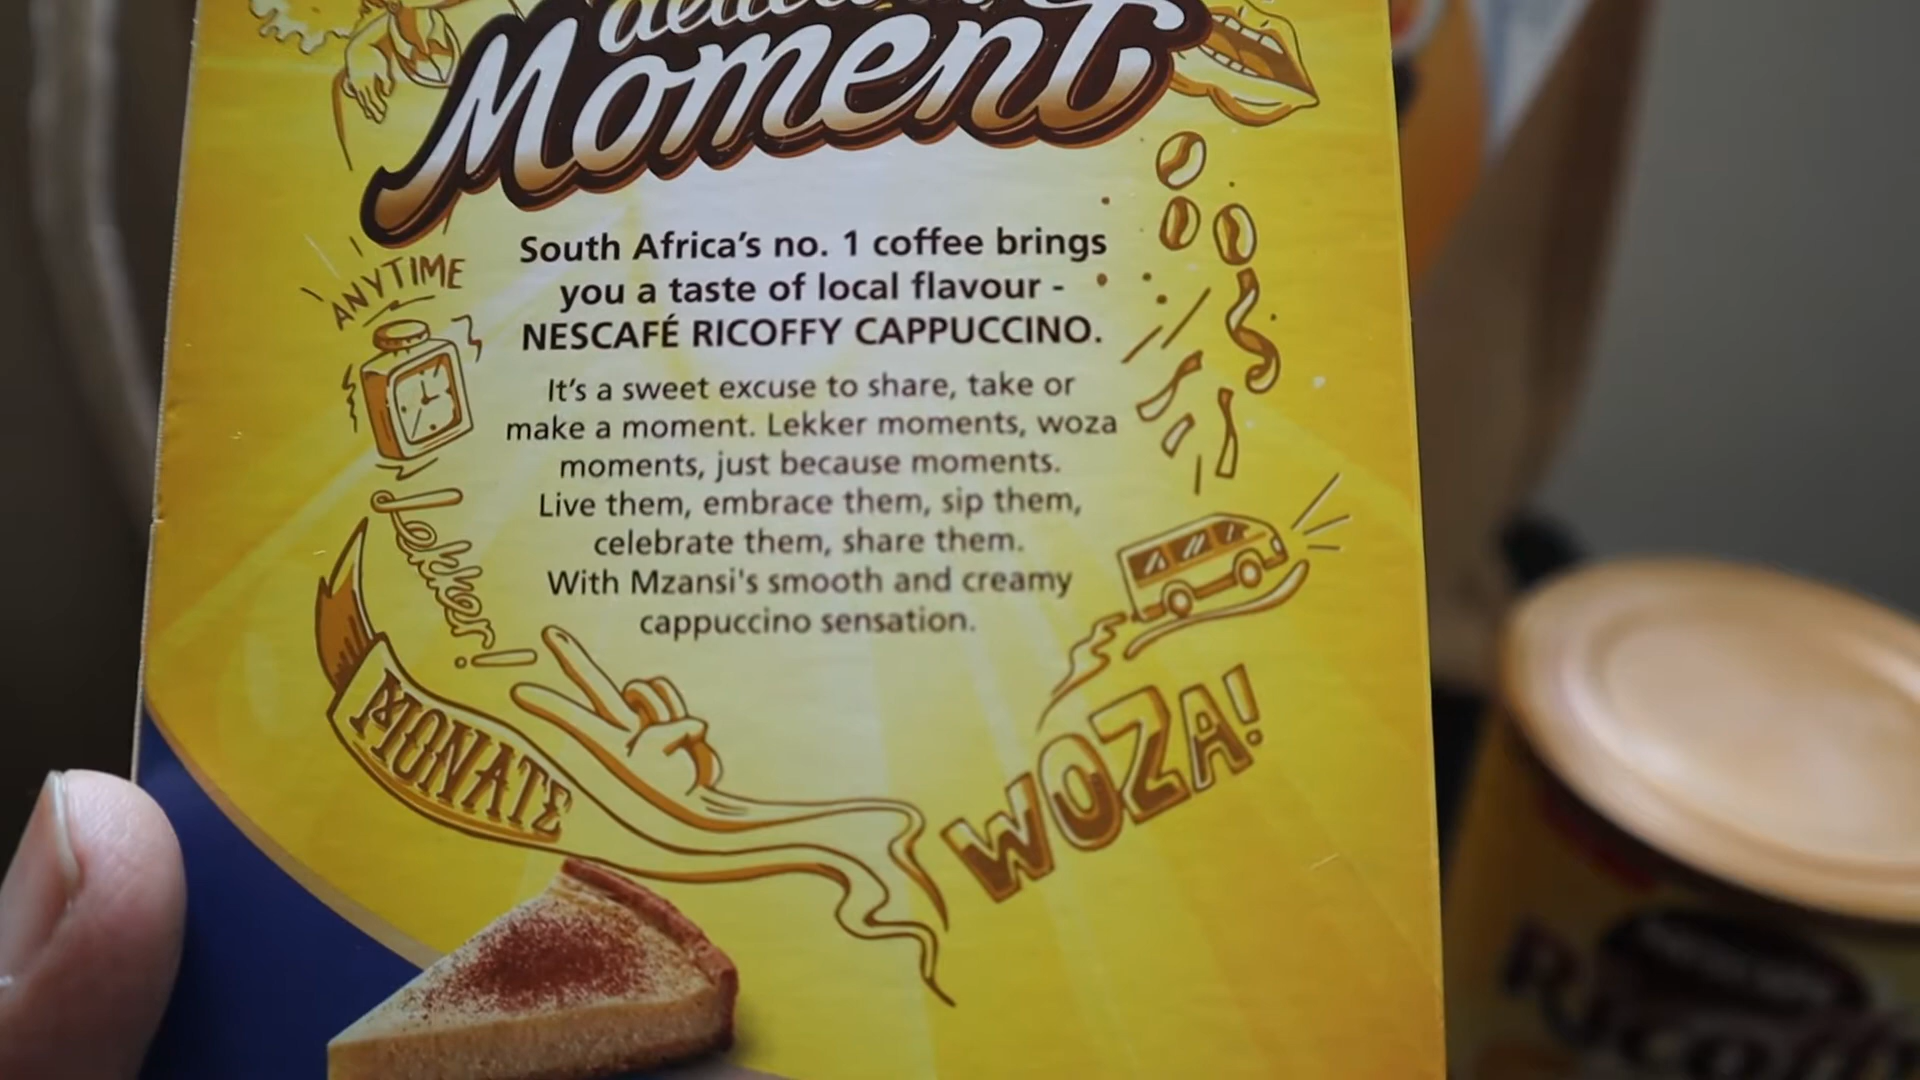 Moment
South Africa's no. 1 coffee brings
you a taste of local flavour -
NESCAFÉ RICOFFY CAPPUCCINO.
It's a sweet excuse to share, take or
make a moment. Lekker moments, woza
moments, just because moments.
Live them, embrace them, sip them,
celebrate them, share them.
With Mzansi's smooth and creamy
cappuccino sensation.
ANYTIME
Lekker!
MONATE
WOZA!
Ricoffy